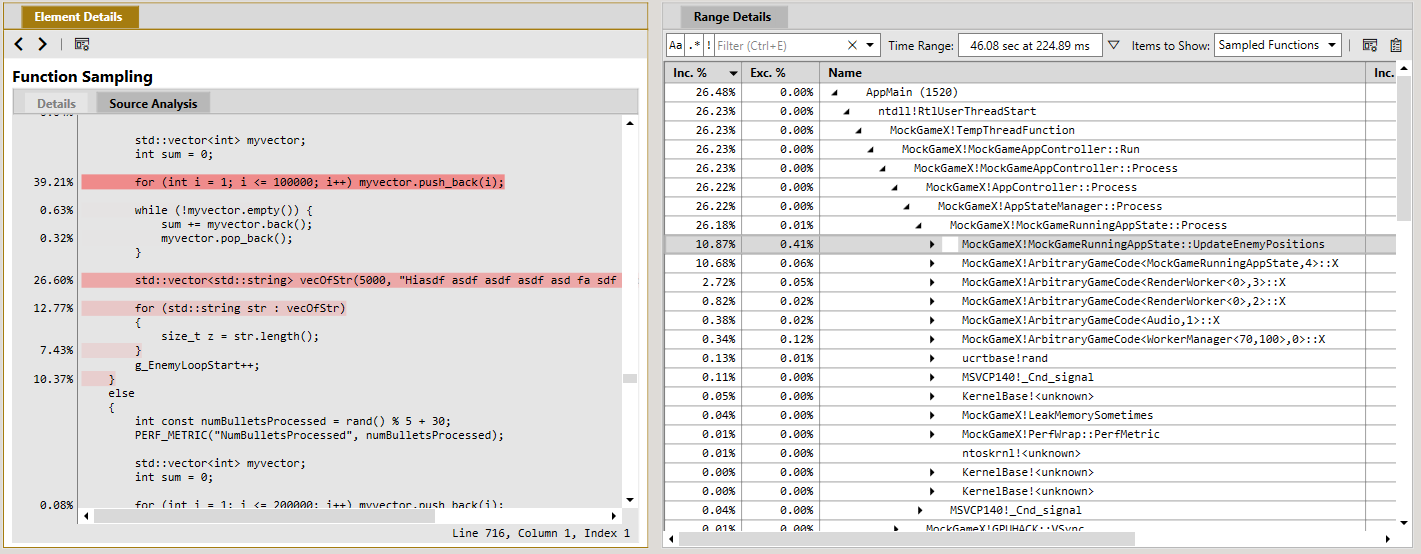 Element Details
Function Sampling
Details Source Analysis
std::vector<int> myvector;
int sum = 0;
39.21% for (int i = 1; i <= 100000; i++) myvector.push_back(i);
0.63% while (!myvector.empty()) {
sum += myvector.back();
0.32% myvector.pop_back();
}
26.60% std::vector<std::string> vecOfStr(5000, "Hiasdf asdf asdf asdf asd fa sdf
12.77% for (std::string str : vecOfStr)
{
size_t z = str.length();
7.43% }
g_EnemyLoopStart++;
10.37% }
else
{
int const numBulletsProcessed = rand() % 5 + 30;
PERF_METRIC("NumBulletsProcessed", numBulletsProcessed);
std::vector<int> myvector;
int sum = 0;
0.08% for (int i = 1; i <= 200000; i++) myvector.push_back(i);
Line 716, Column 1, Index 1
Range Details
Aa .* ! Filter (Ctrl+E) Time Range: 46.08 sec at 224.89 ms Items to Show: Sampled Functions
Inc. % Exc. % Name Inc.
26.48% 0.00% AppMain (1520)
26.23% 0.00% ntdll!RtlUserThreadStart
26.23% 0.00% MockGameX!TempThreadFunction
26.23% 0.00% MockGameX!MockGameAppController::Run
26.23% 0.00% MockGameX!MockGameAppController::Process
26.22% 0.00% MockGameX!AppController::Process
26.22% 0.00% MockGameX!AppStateManager::Process
26.18% 0.01% MockGameX!MockGameRunningAppState::Process
10.87% 0.41% MockGameX!MockGameRunningAppState::UpdateEnemyPositions
10.68% 0.06% MockGameX!ArbitraryGameCode<MockGameRunningAppState,4>::X
2.72% 0.05% MockGameX!ArbitraryGameCode<RenderWorker<0>,3>::X
0.82% 0.02% MockGameX!ArbitraryGameCode<RenderWorker<0>,2>::X
0.38% 0.02% MockGameX!ArbitraryGameCode<Audio,1>::X
0.34% 0.12% MockGameX!ArbitraryGameCode<WorkerManager<70,100>,0>::X
0.13% 0.01% ucrtbase!rand
0.11% 0.00% MSVCP140!_Cnd_signal
0.05% 0.00% KernelBase!<unknown>
0.04% 0.00% MockGameX!LeakMemorySometimes
0.01% 0.00% MockGameX!PerfWrap::PerfMetric
0.01% 0.00% ntoskrnl!<unknown>
0.00% 0.00% KernelBase!<unknown>
0.00% 0.00% KernelBase!<unknown>
0.04% 0.00% MSVCP140!_Cnd_signal
0.01% 0.00% MockGameX!GPUHACK::VSync